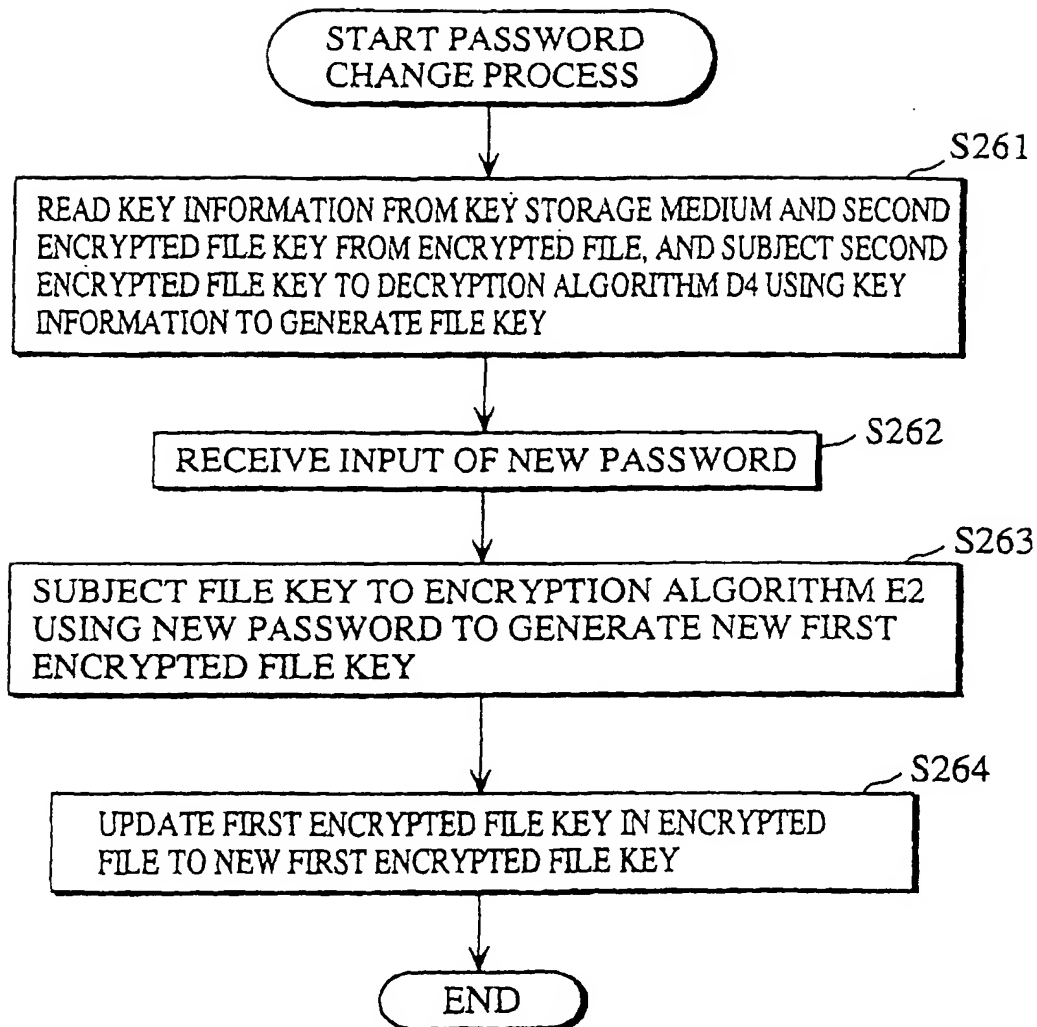 START PASSWORD
CHANGE PROCESS
S261
READ KEY INFORMATION FROM KEY STORAGE MEDIUM AND SECOND
ENCRYPTED FILE KEY FROM ENCRYPTED FILE, AND SUBJECT SECOND
ENCRYPTED FILE KEY TO DECRYPTION ALGORITHM D4 USING KEY
INFORMATION TO GENERATE FILE KEY
S262
RECEIVE INPUT OF NEW PASSWORD
S263
SUBJECT FILE KEY TO ENCRYPTION ALGORITHM E2
USING NEW PASSWORD TO GENERATE NEW FIRST
ENCRYPTED FILE KEY
S264
UPDATE FIRST ENCRYPTED FILE KEY IN ENCRYPTED
FILE TO NEW FIRST ENCRYPTED FILE KEY
END